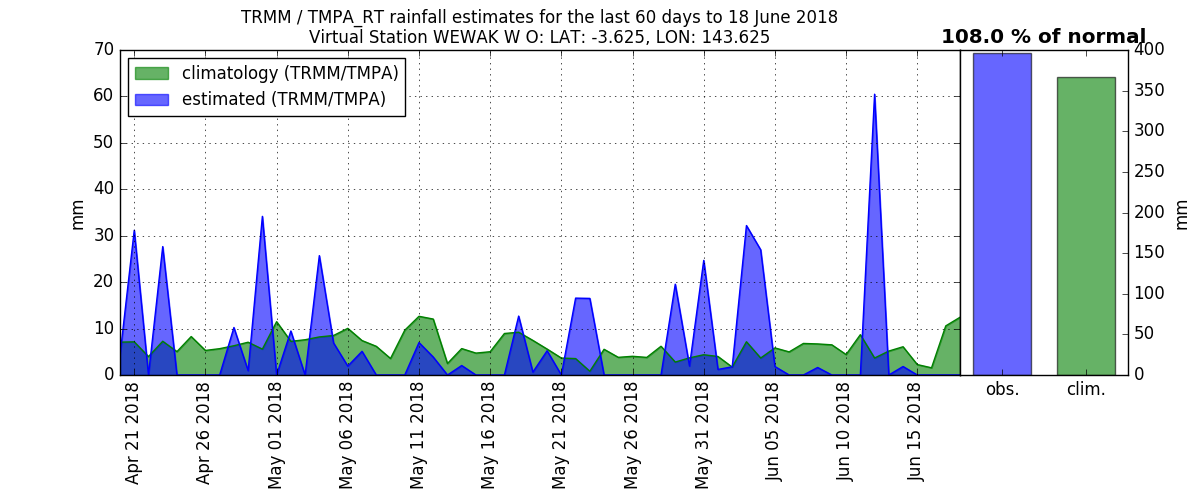 TRMM / TMPA_RT rainfall estimates for the last 60 days to 18 June 2018
Virtual Station WEWAK W O: LAT: -3.625, LON: 143.625
108.0 % of normal
climatology (TRMM/TMPA)
estimated (TRMM/TMPA)
70
60
50
40
30
20
10
0
mm
Apr 21 2018
Apr 26 2018
May 01 2018
May 06 2018
May 11 2018
May 16 2018
May 21 2018
May 26 2018
May 31 2018
Jun 05 2018
Jun 10 2018
Jun 15 2018
obs.
clim.
400
350
300
250
200
150
100
50
0
mm